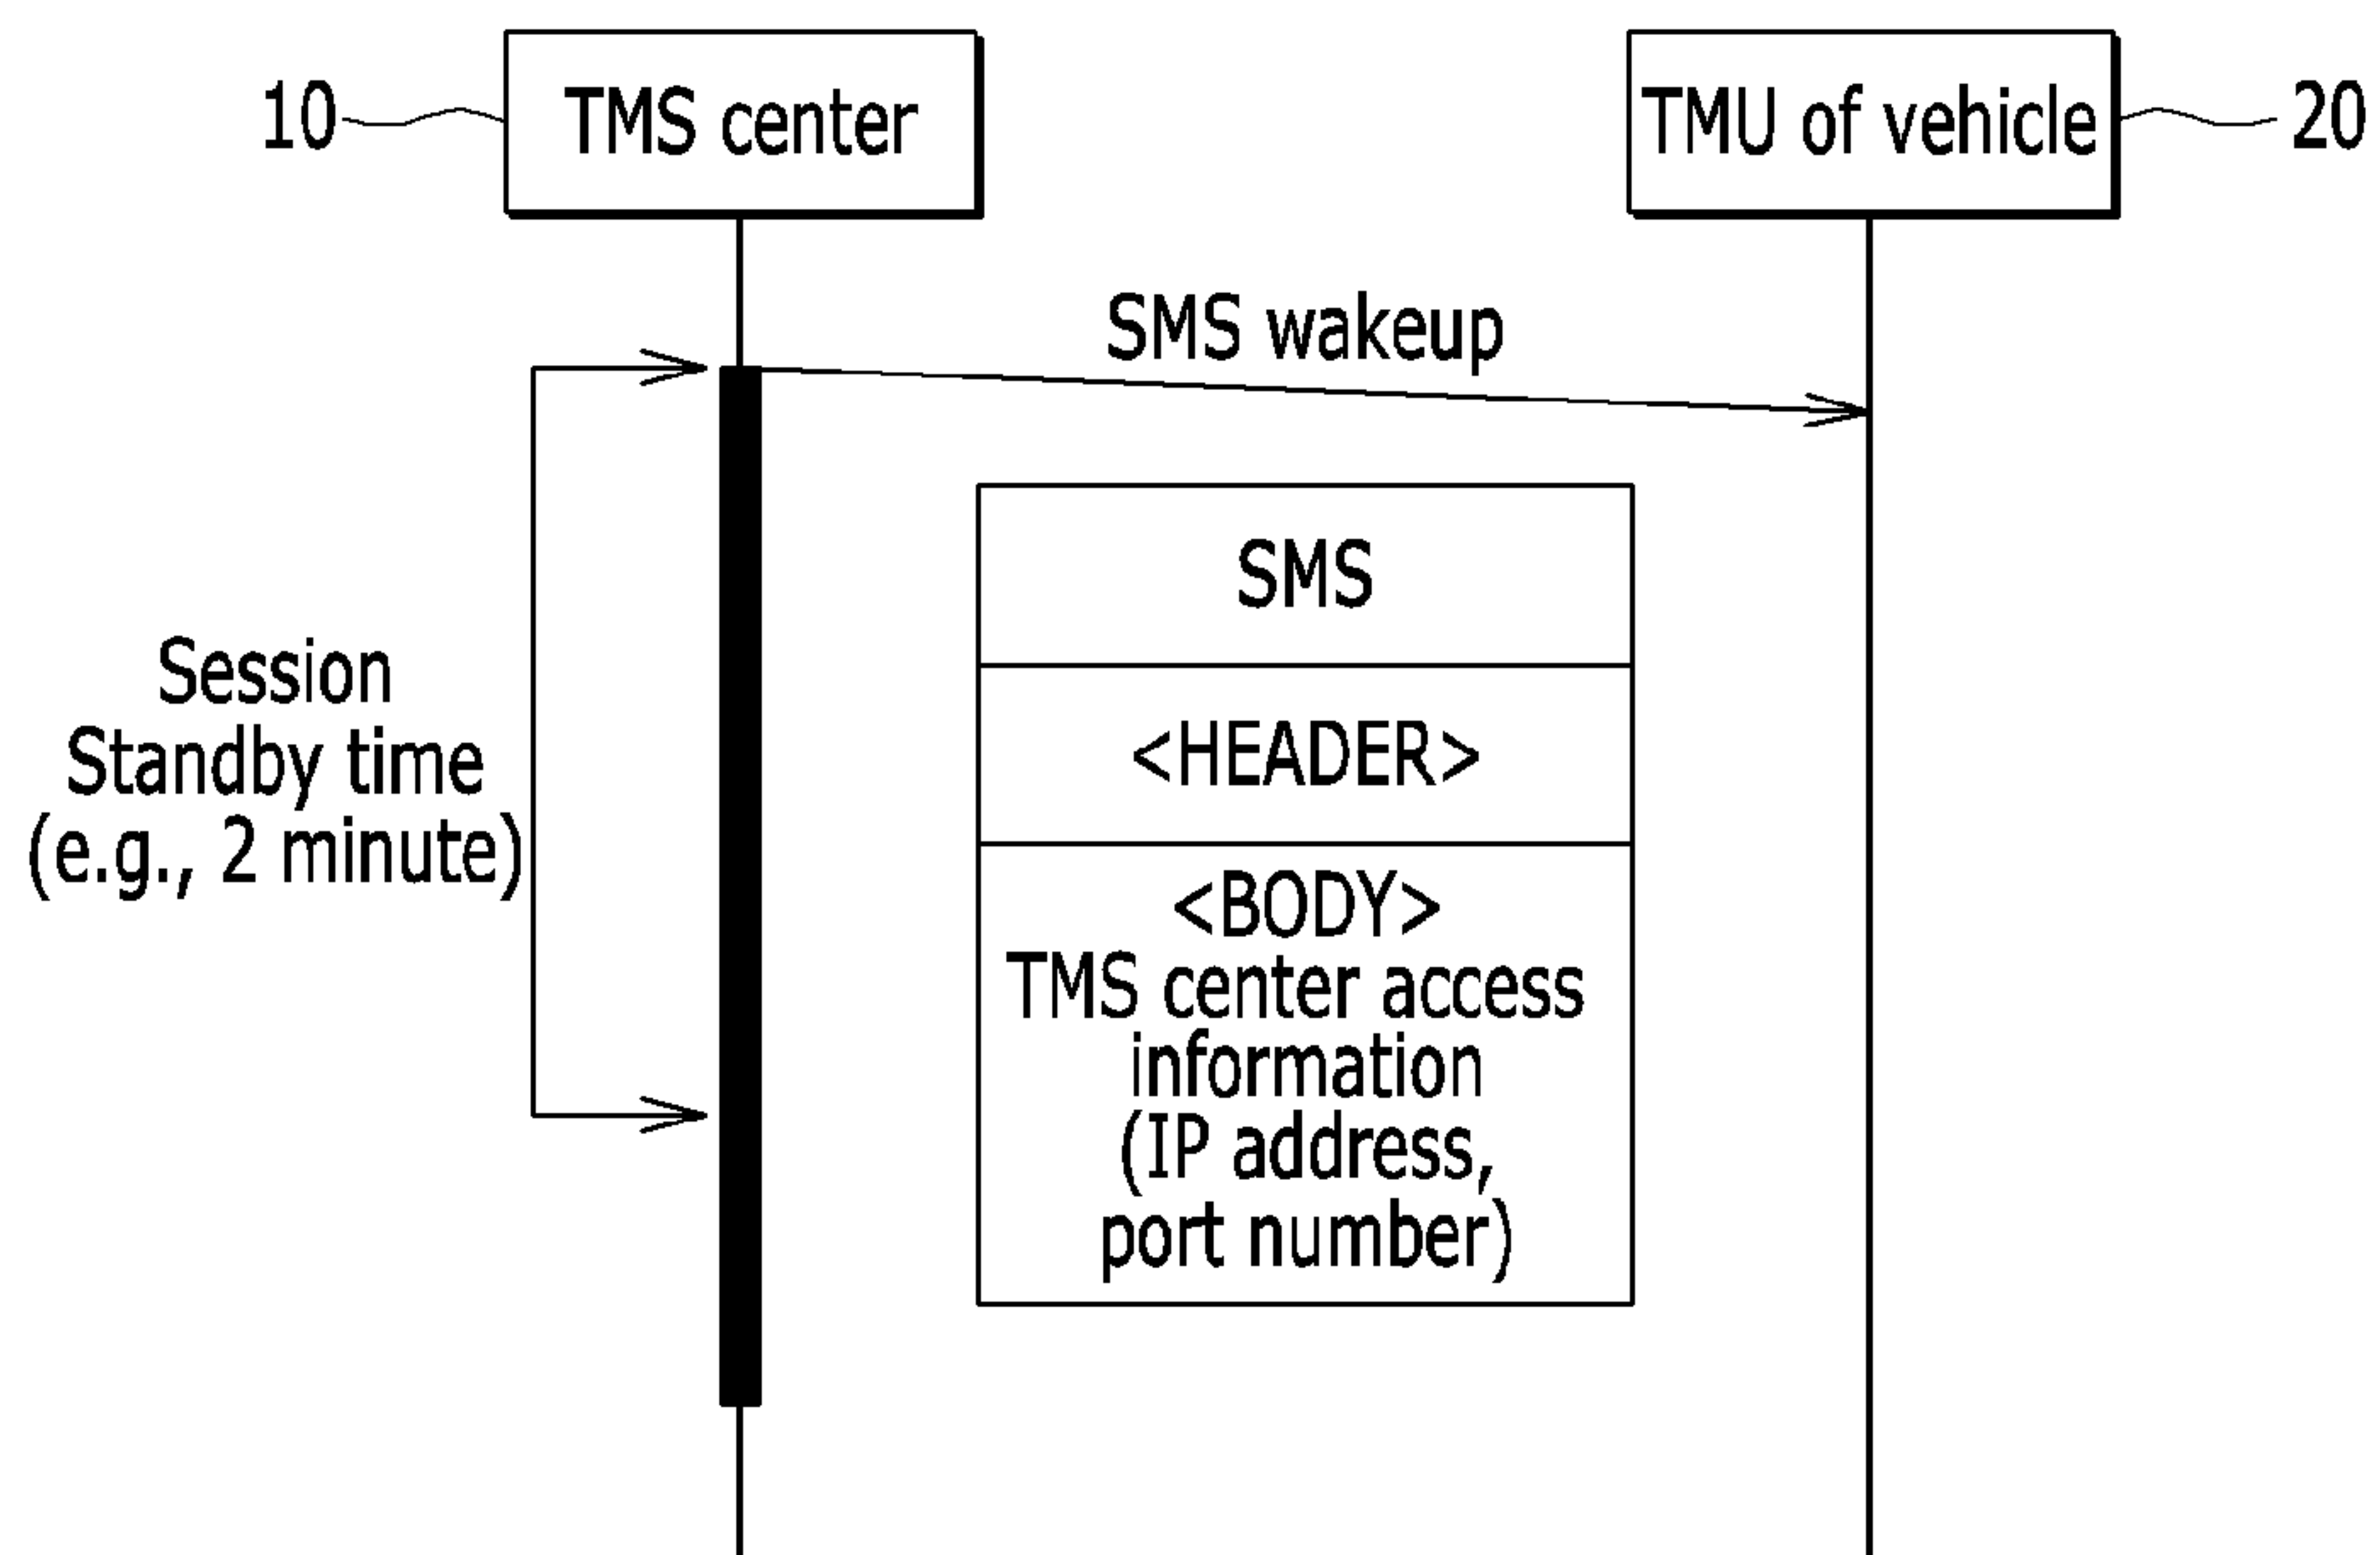 10
TMS center
TMU of vehicle
20
SMS wakeup
Session
Standby time
(e.g., 2 minute)
SMS
<HEADER>
<BODY>
TMS center access
information
(IP address,
port number)